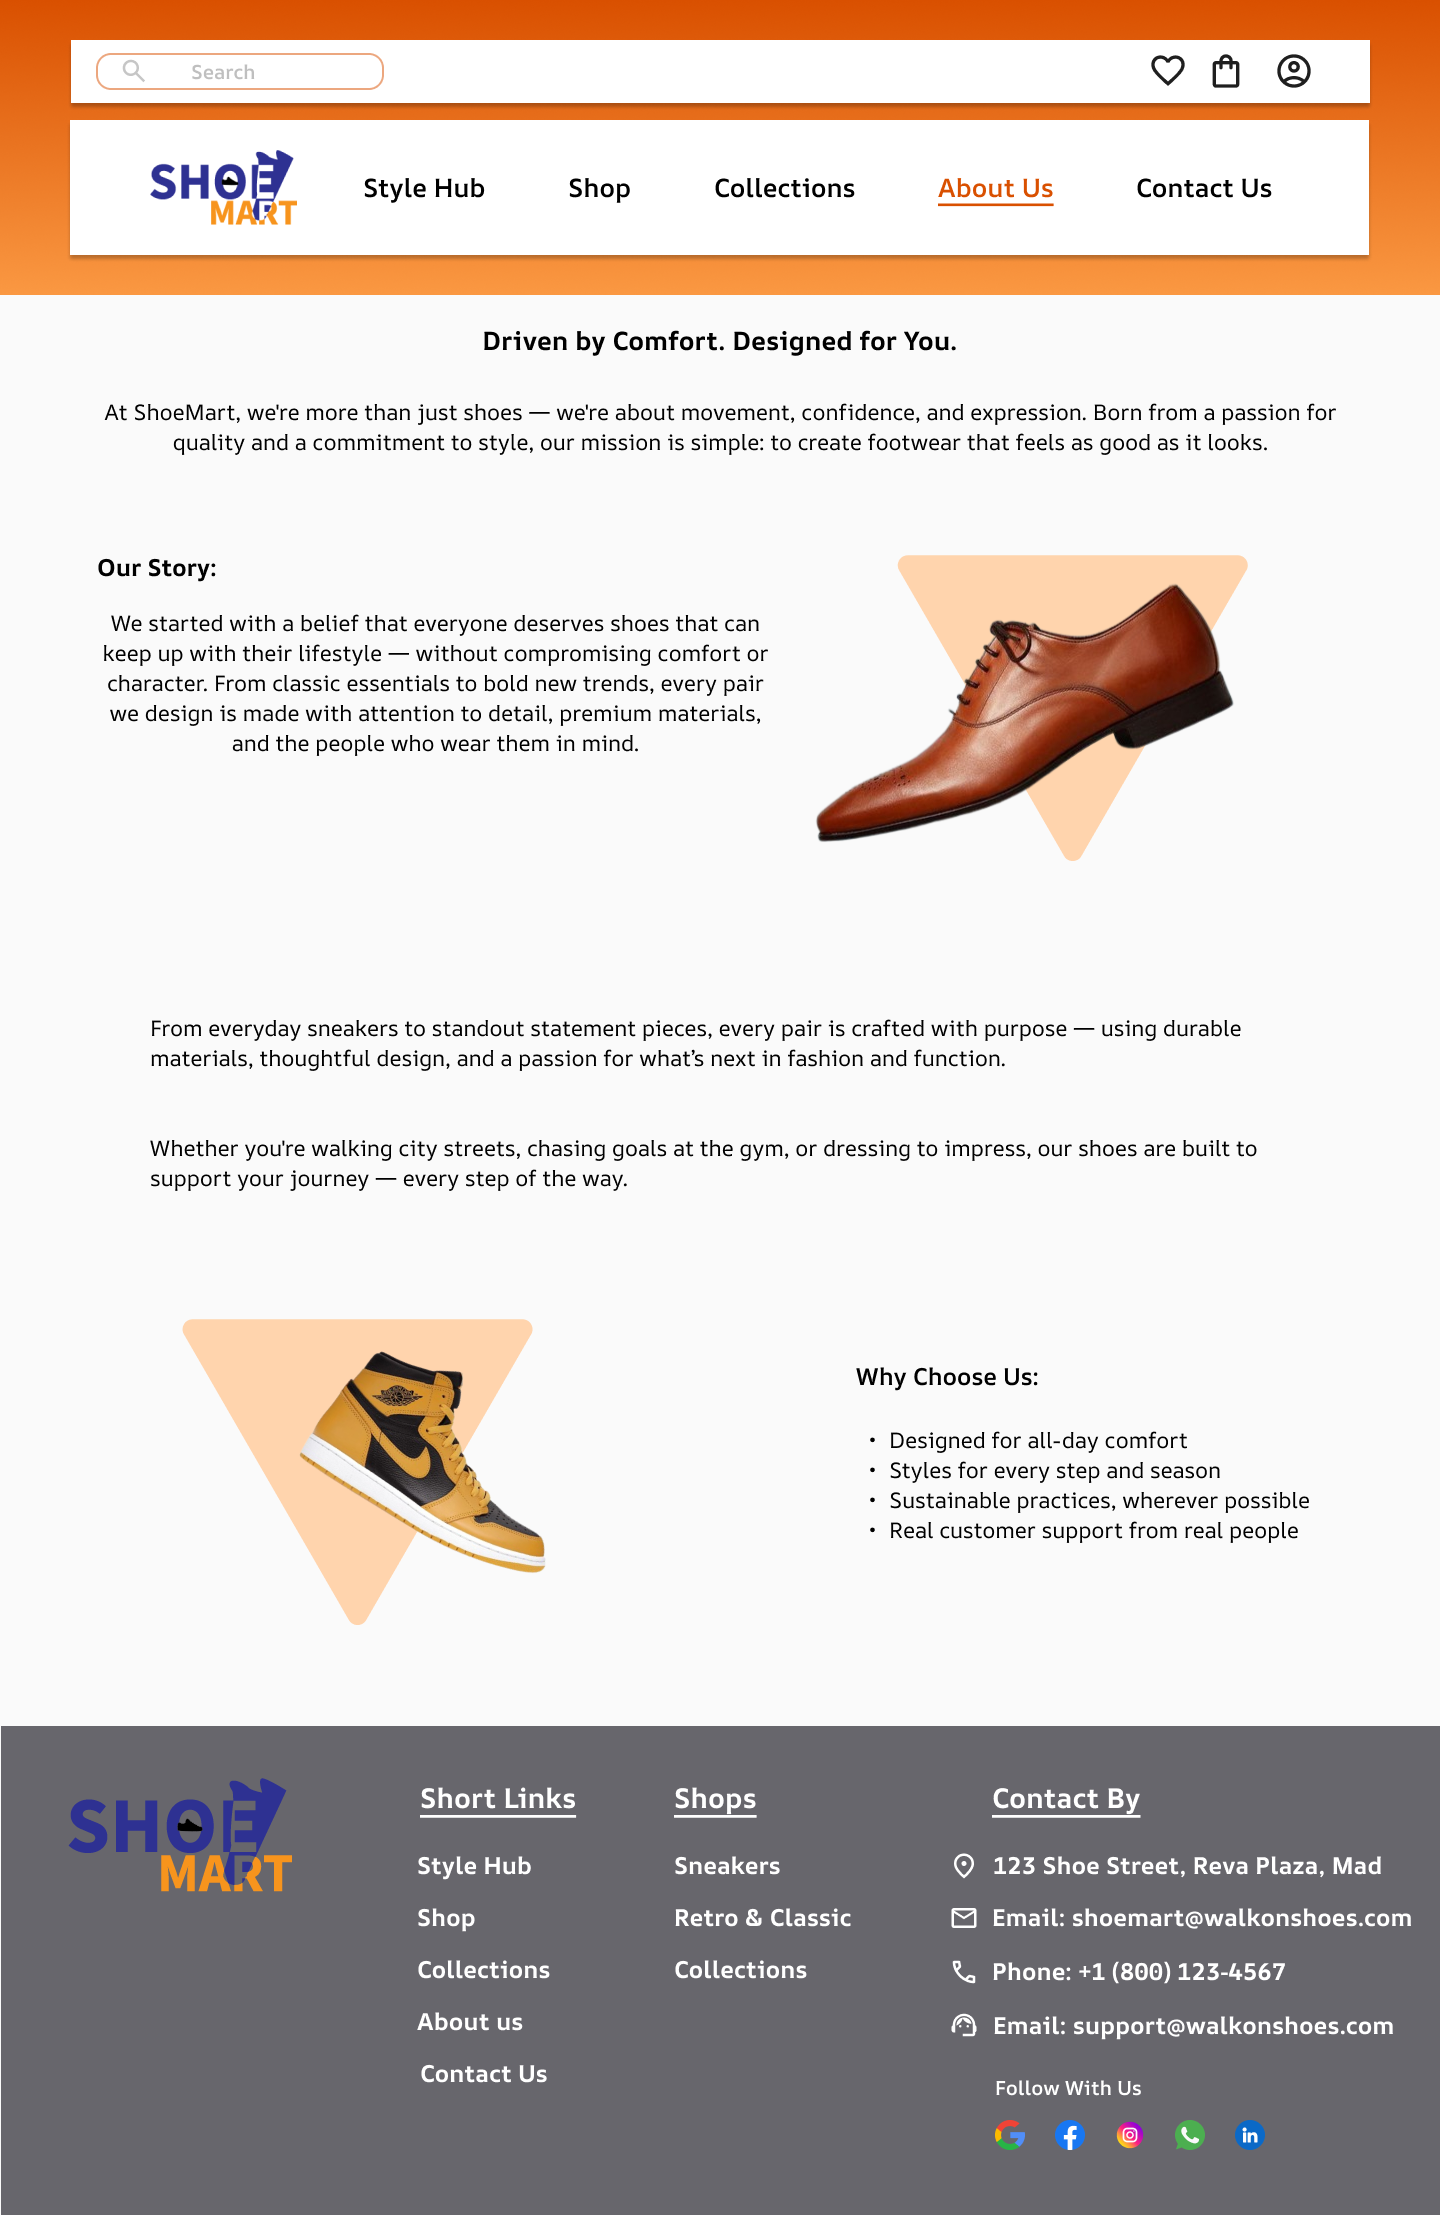 Search
SHOE
MART
Style Hub
Shop
Collections
About Us
Contact Us
Driven by Comfort. Designed for You.
At ShoeMart, we're more than just shoes — we're about movement, confidence, and expression. Born from a passion for
quality and a commitment to style, our mission is simple: to create footwear that feels as good as it looks.
Our Story:
We started with a belief that everyone deserves shoes that can
keep up with their lifestyle — without compromising comfort or
character. From classic essentials to bold new trends, every pair
we design is made with attention to detail, premium materials,
and the people who wear them in mind.
From everyday sneakers to standout statement pieces, every pair is crafted with purpose — using durable
materials, thoughtful design, and a passion for what’s next in fashion and function.
Whether you're walking city streets, chasing goals at the gym, or dressing to impress, our shoes are built to
support your journey — every step of the way.
Why Choose Us:
• Designed for all-day comfort
• Styles for every step and season
• Sustainable practices, wherever possible
• Real customer support from real people
SHOE
MART
Short Links
Style Hub
Shop
Collections
About us
Contact Us
Shops
Sneakers
Retro & Classic
Collections
Contact By
123 Shoe Street, Reva Plaza, Mad
Email: shoemart@walkonshoes.com
Phone: +1 (800) 123-4567
Email: support@walkonshoes.com
Follow With Us